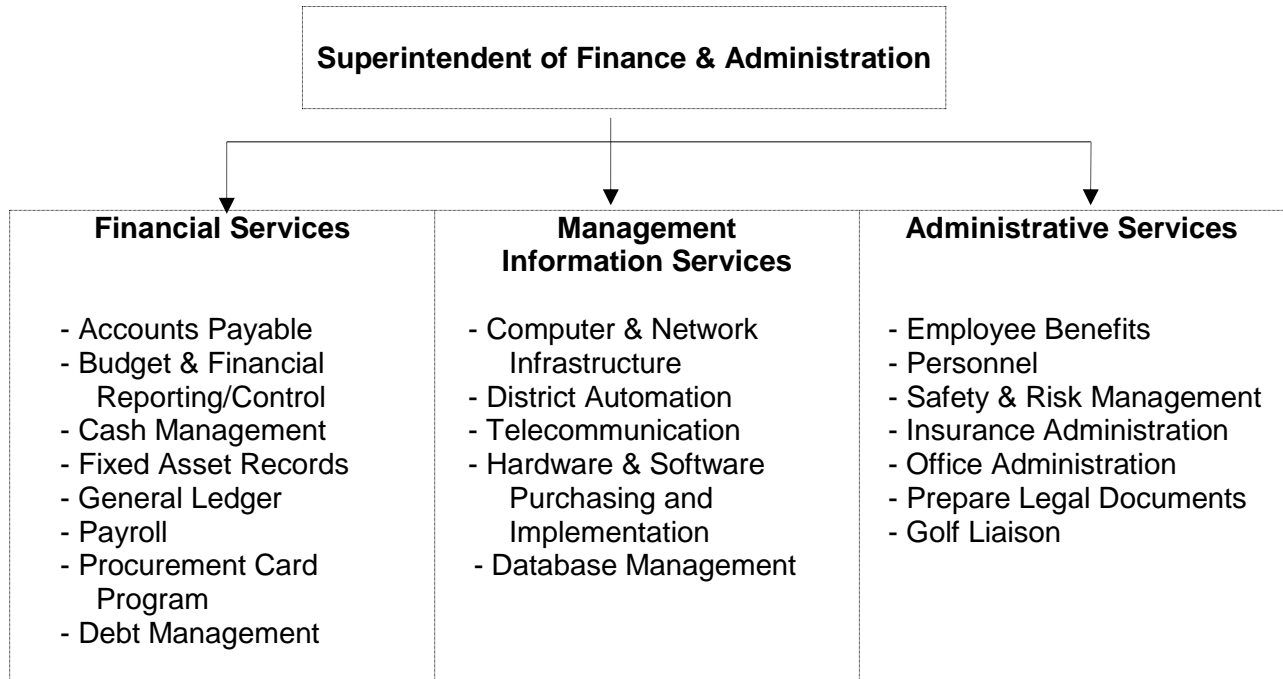 Superintendent of Finance & Administration
Financial Services
- Accounts Payable
- Budget & Financial
Reporting/Control
- Cash Management
- Fixed Asset Records
- General Ledger
- Payroll
- Procurement Card
Program
- Debt Management
Management
Information Services
- Computer & Network
Infrastructure
- District Automation
- Telecommunication
- Hardware & Software
Purchasing and
Implementation
- Database Management
Administrative Services
- Employee Benefits
- Personnel
- Safety & Risk Management
- Insurance Administration
- Office Administration
- Prepare Legal Documents
- Golf Liaison